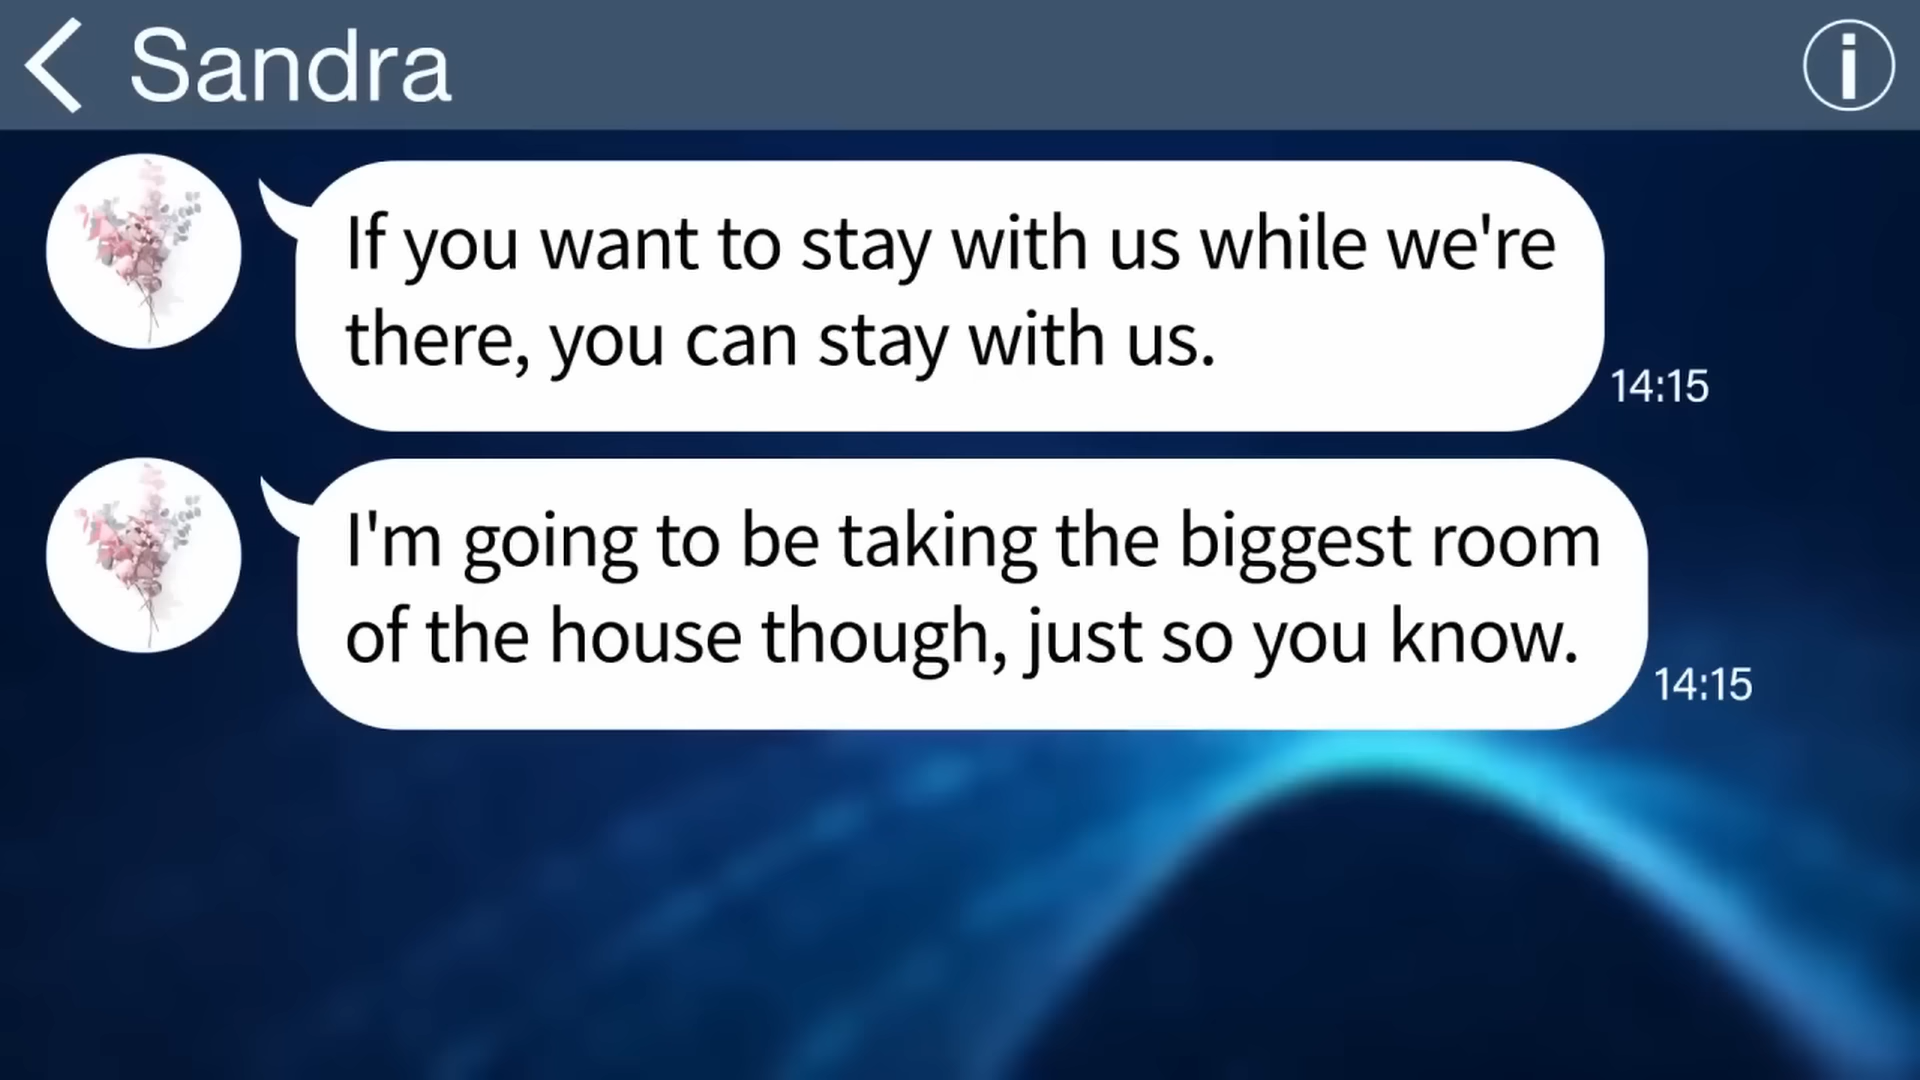 Sandra
If you want to stay with us while we're
there, you can stay with us.
14:15
I'm going to be taking the biggest room
of the house though, just so you know.
14:15